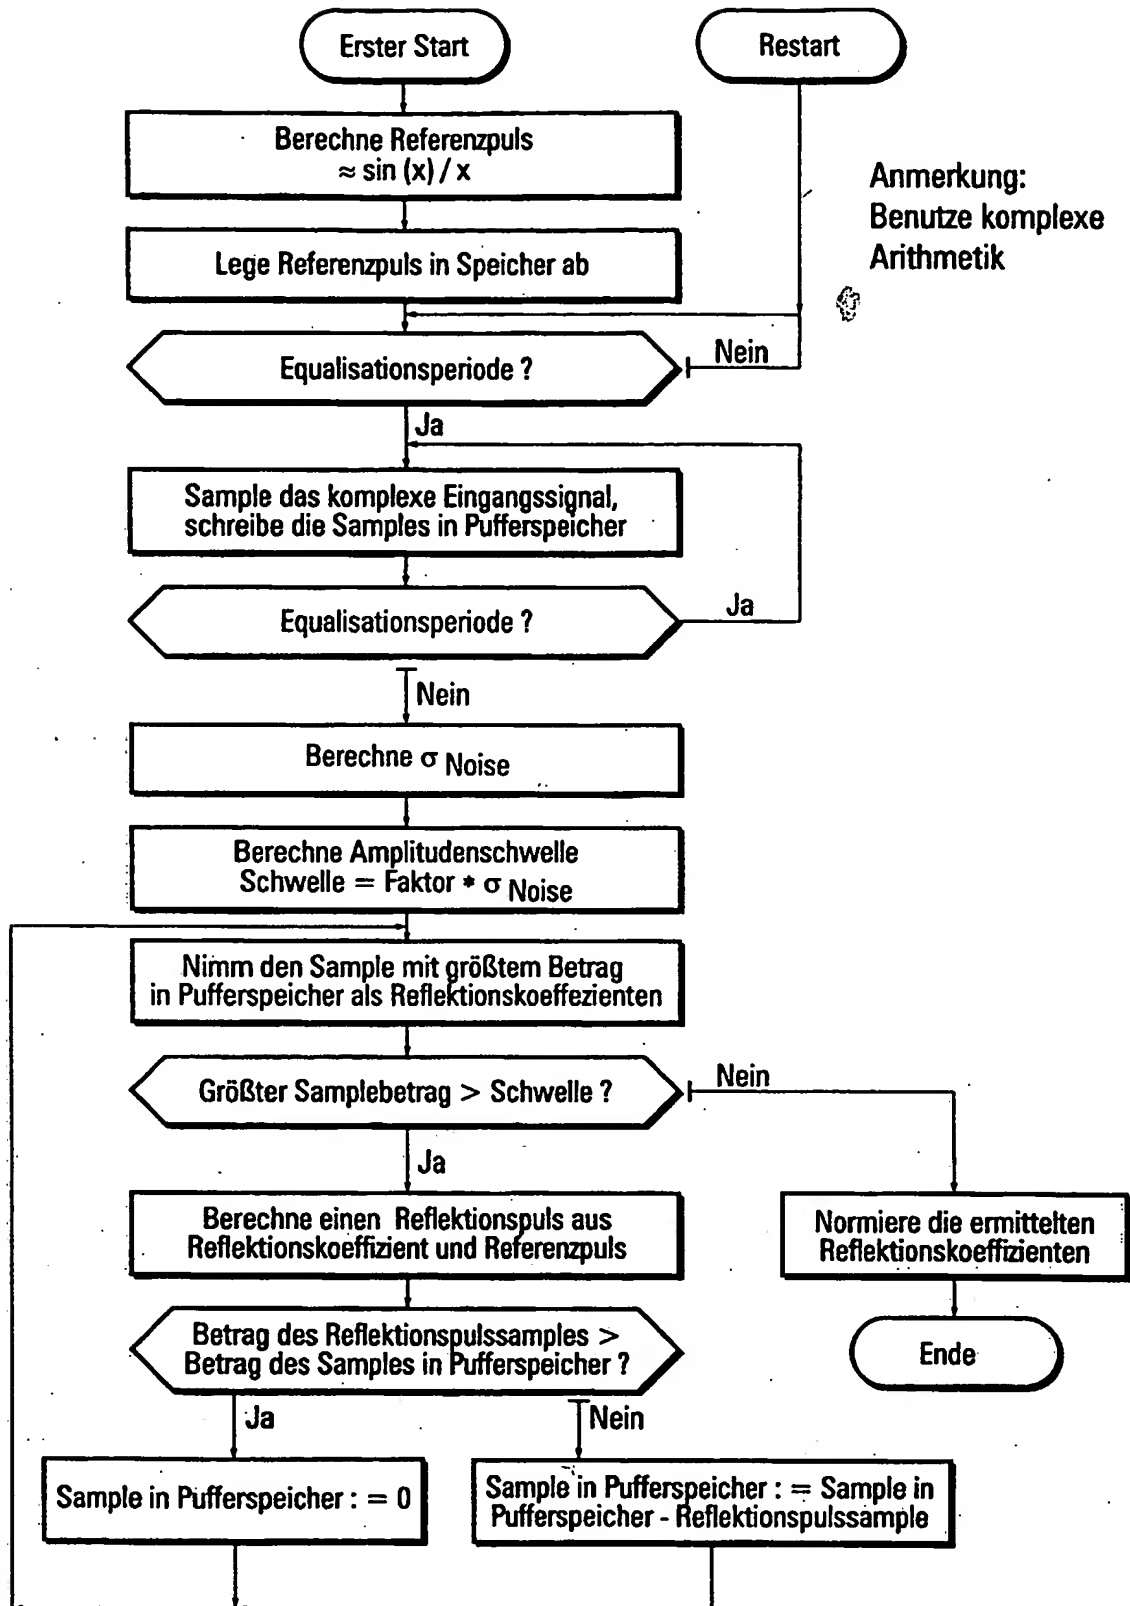 Erster Start
Restart
Berechne Referenzpuls
≈ sin (x) / x
Anmerkung:
Benutze komplexe
Arithmetik
Lege Referenzpuls in Speicher ab
Equalisationsperiode ?
Nein
Ja
Sample das komplexe Eingangssignal,
schreibe die Samples in Pufferspeicher
Equalisationsperiode ?
Ja
Nein
Berechne σ Noise
Berechne Amplitudenschwelle
Schwelle = Faktor * σ Noise
Nimm den Sample mit größtem Betrag
in Pufferspeicher als Reflektionskoeffezienten
Größter Samplebetrag > Schwelle ?
Nein
Ja
Berechne einen Reflektionspuls aus
Reflektionskoeffizient und Referenzpuls
Normiere die ermittelten
Reflektionskoeffizienten
Betrag des Reflektionspulssamples >
Betrag des Samples in Pufferspeicher ?
Ende
Ja
Nein
Sample in Pufferspeicher : = 0
Sample in Pufferspeicher : = Sample in
Pufferspeicher - Reflektionspulssample